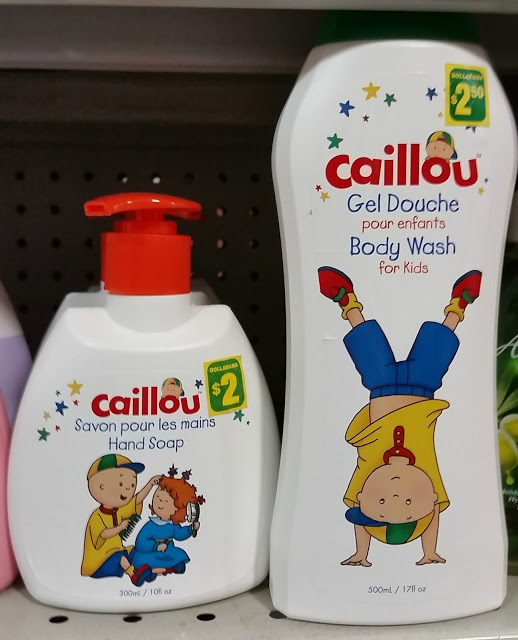 caillou
Savon pour les mains
Hand Soap
DOLLARAMA
$2
300mL / 10fl oz
DOLLARAMA
$2.50
caillou
Gel Douche
pour enfants
Body Wash
for Kids
500mL / 17fl oz